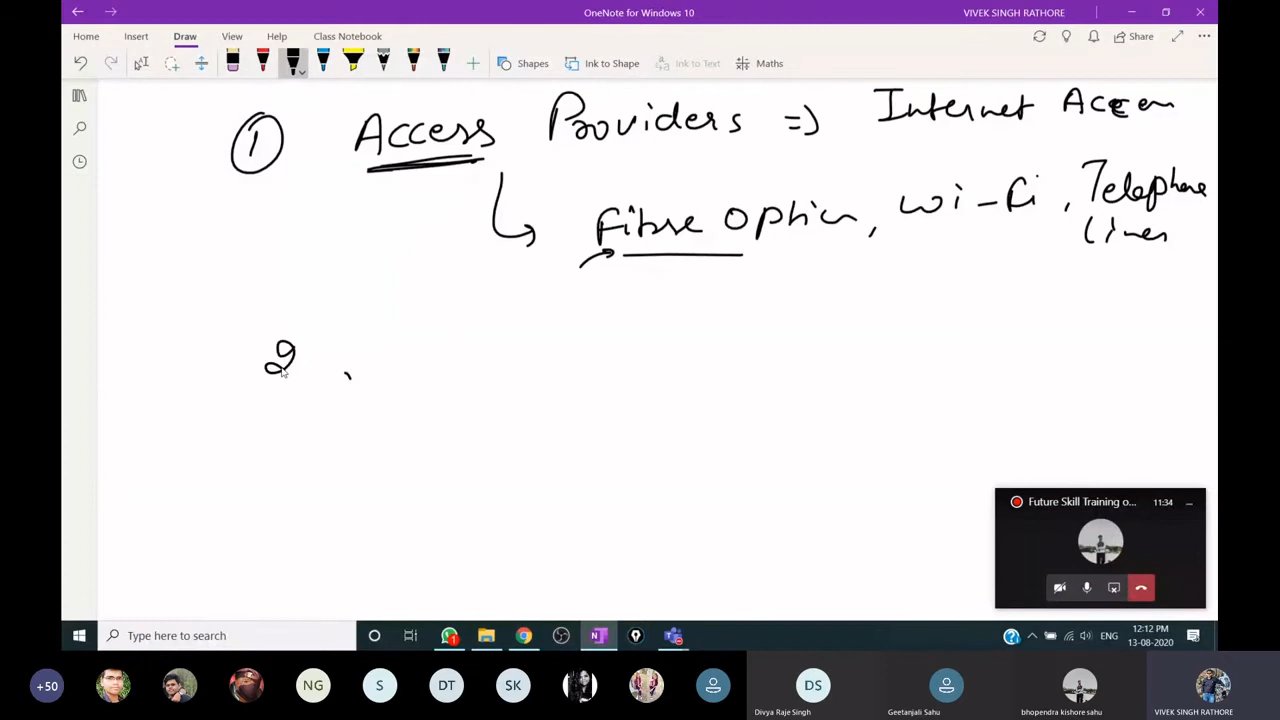 OneNote for Windows 10
VIVEK SINGH RATHORE
Home Insert Draw View Help Class Notebook
Share
Shapes Ink to Shape Ink to Text Maths
① Access Providers => Internet Access
Fibre Optics, Wi-Fi, Telephone
Lines
2
Future Skill Training o... 11:34
Type here to search
1
ENG
12:12 PM
13-08-2020
+50 NG S DT SK DS
Divya Raje Singh Geetanjali Sahu bhopendra kishore sahu VIVEK SINGH RATHORE